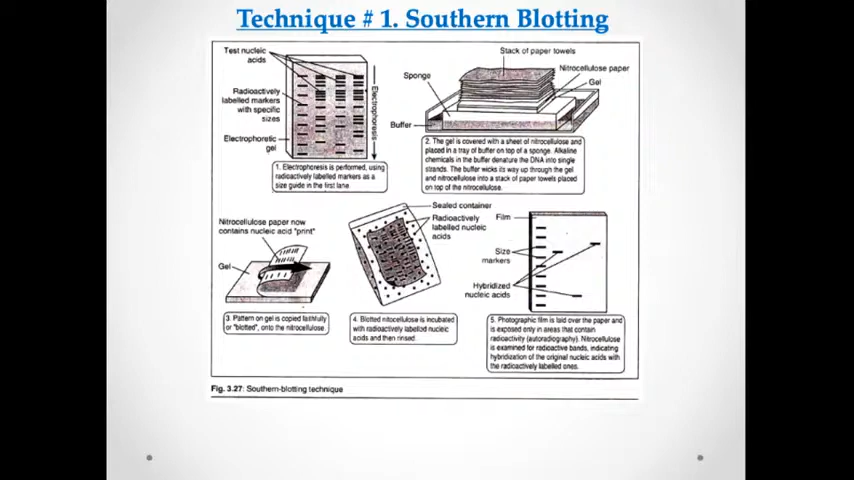 Technique # 1. Southern Blotting
Test nucleic
acids
Radioactively
labelled markers
with specific
sizes
Electrophoretic
gel
Electrophoresis
1. Electrophoresis is performed, using
radioactively labelled markers as a
size guide in the first lane.
Stack of paper towels
Sponge
Nitrocellulose paper
Gel
Buffer
2. The gel is covered with a sheet of nitrocellulose and
placed in a tray of buffer on top of a sponge. Alkaline
chemicals in the buffer denature the DNA into single
strands. The buffer wicks its way up through the gel
and nitrocellulose into a stack of paper towels placed
on top of the nitrocellulose.
Nitrocellulose paper now
contains nucleic acid "print"
Gel
3 Pattern on gel is copied faithfully
or "blotted", onto the nitrocellulose.
Sealed container
Radioactively
labelled nucleic
acids
4. Blotted nitocellulose is incubated
with radioactively labelled nucleic
acids and then rinsed.
Film
Size
markers
Hybridized
nucleic acids
5. Photographic film is laid over the paper and
is exposed only in areas that contain
radioactivity (autoradiography). Nitrocellulose
is examined for radioactive bands, indicating
hybridization of the original nucleic acids with
the radioactively labelled ones.
Fig. 3.27: Southern-blotting technique